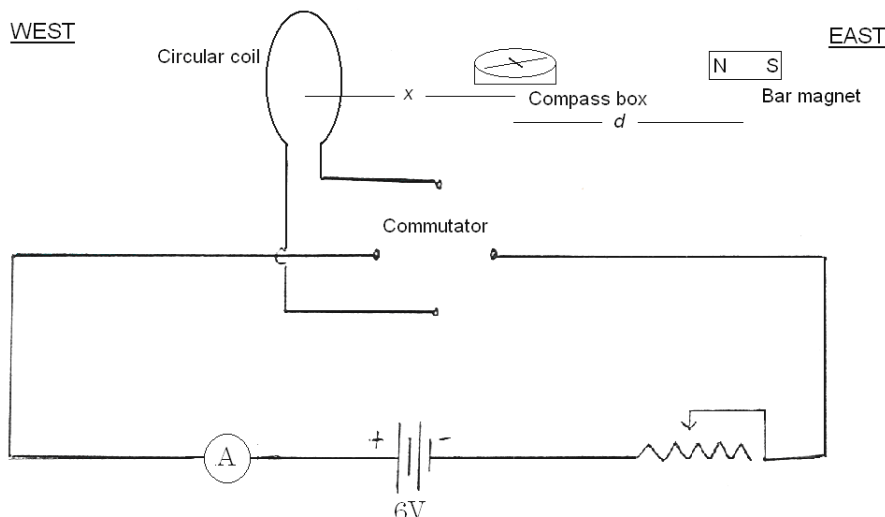 WEST
EAST
Circular coil
N S
x
Compass box
Bar magnet
d
Commutator
A
+ -
6V